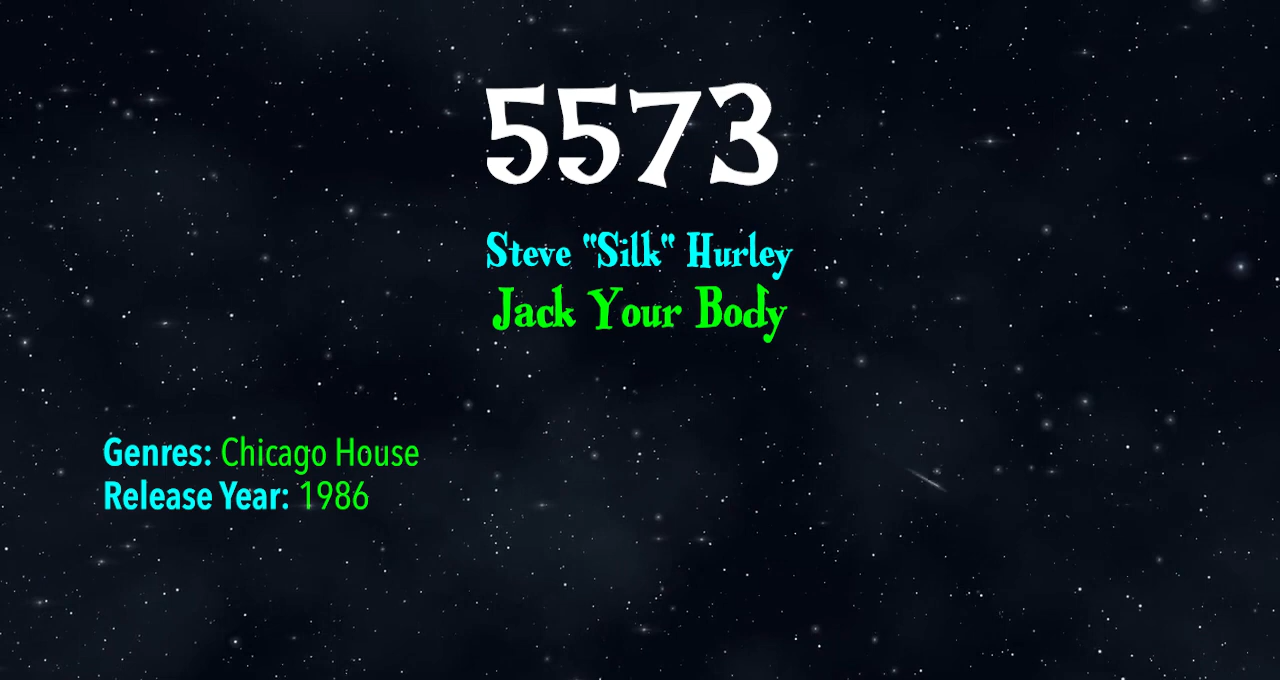 5573
Steve "Silk" Hurley
Jack Your Body
Genres: Chicago House
Release Year: 1986